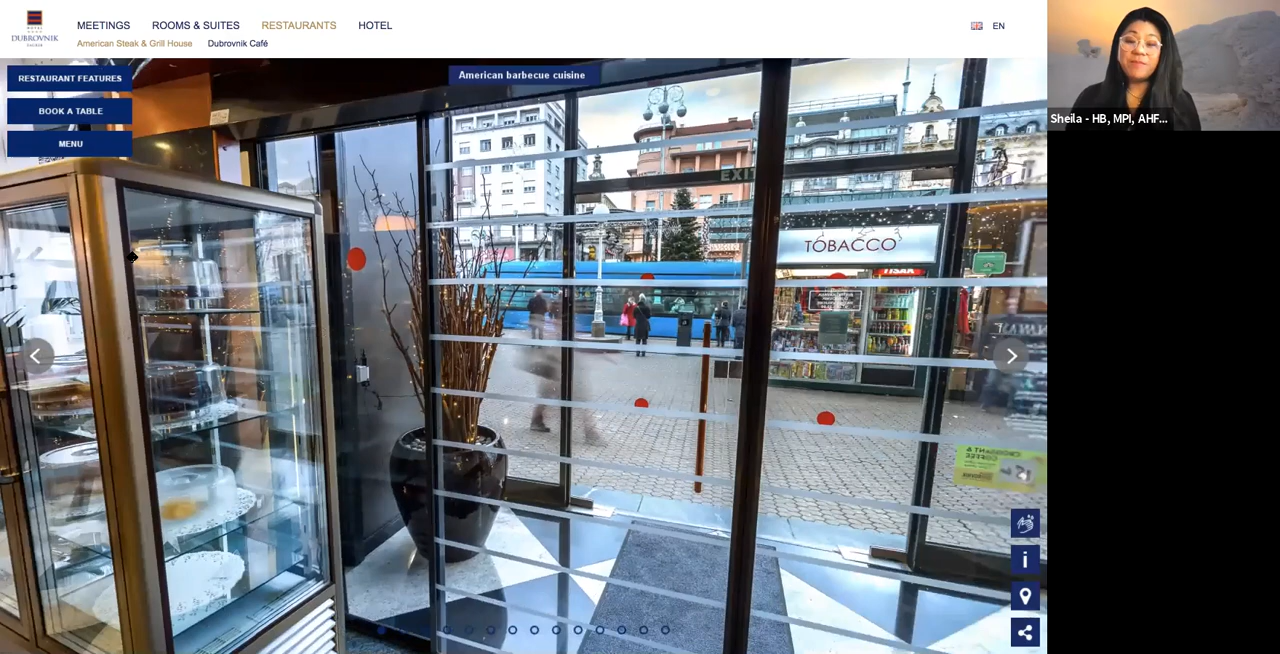 MEETINGS ROOMS & SUITES RESTAURANTS HOTEL EN
DUBROVNIK
American Steak & Grill House Dubrovnik Café
RESTAURANT FEATURES
BOOK A TABLE
MENU
American barbecue cuisine
Sheila - HB, MPI, AHF...
EXIT
TOBACCO
TISAK
i